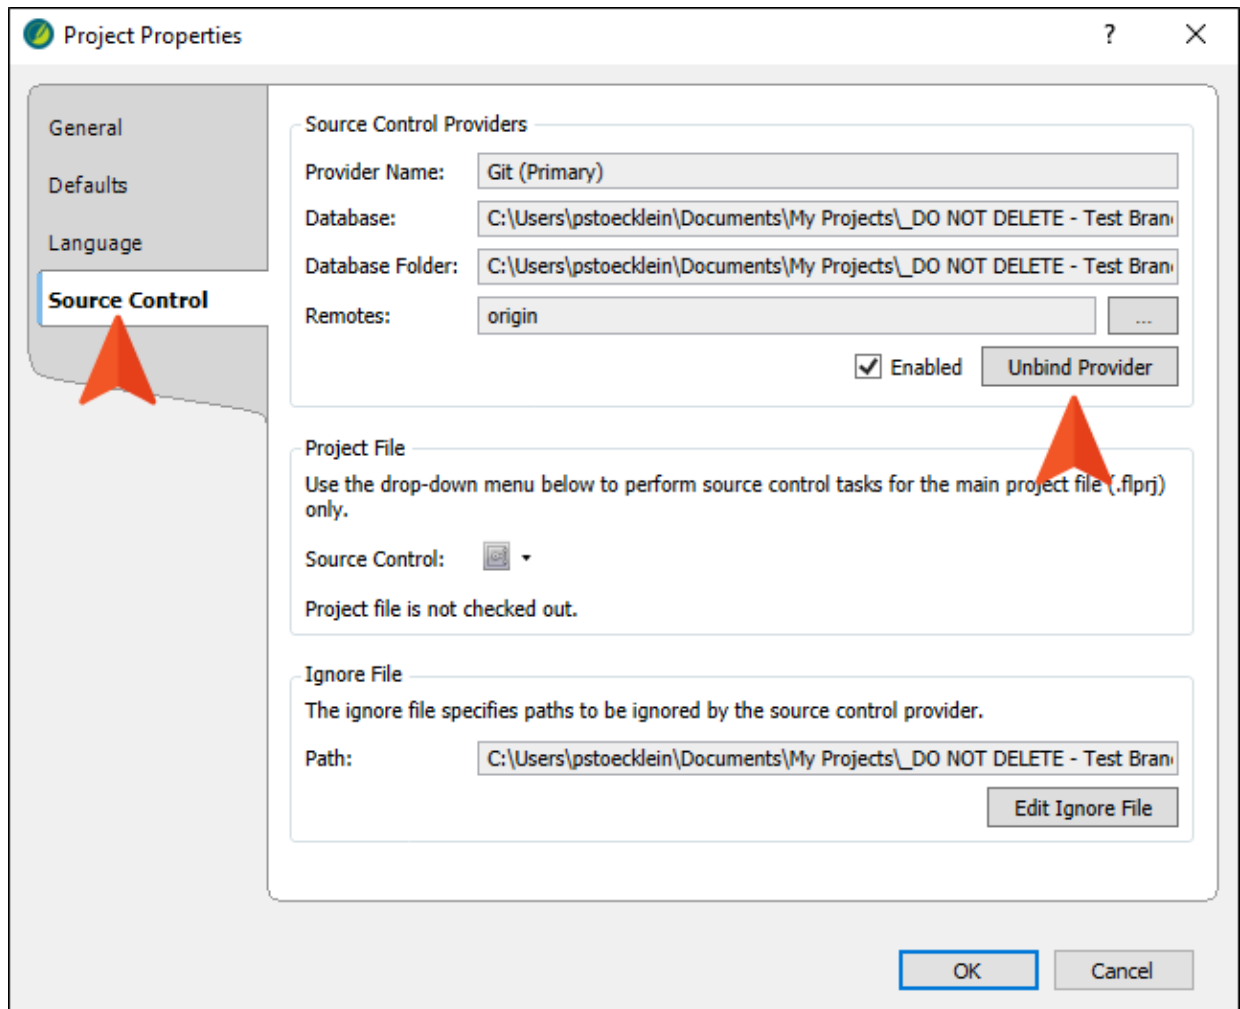 Project Properties
?
General
Defaults
Language
Source Control
Source Control Providers
Provider Name: Git (Primary)
Database: C:\Users\pstoecklein\Documents\My Projects\_DO NOT DELETE - Test Bran
Database Folder: C:\Users\pstoecklein\Documents\My Projects\_DO NOT DELETE - Test Bran
Remotes: origin ...
Enabled Unbind Provider
Project File
Use the drop-down menu below to perform source control tasks for the main project file (.flprj)
only.
Source Control:
Project file is not checked out.
Ignore File
The ignore file specifies paths to be ignored by the source control provider.
Path: C:\Users\pstoecklein\Documents\My Projects\_DO NOT DELETE - Test Bran
Edit Ignore File
OK Cancel